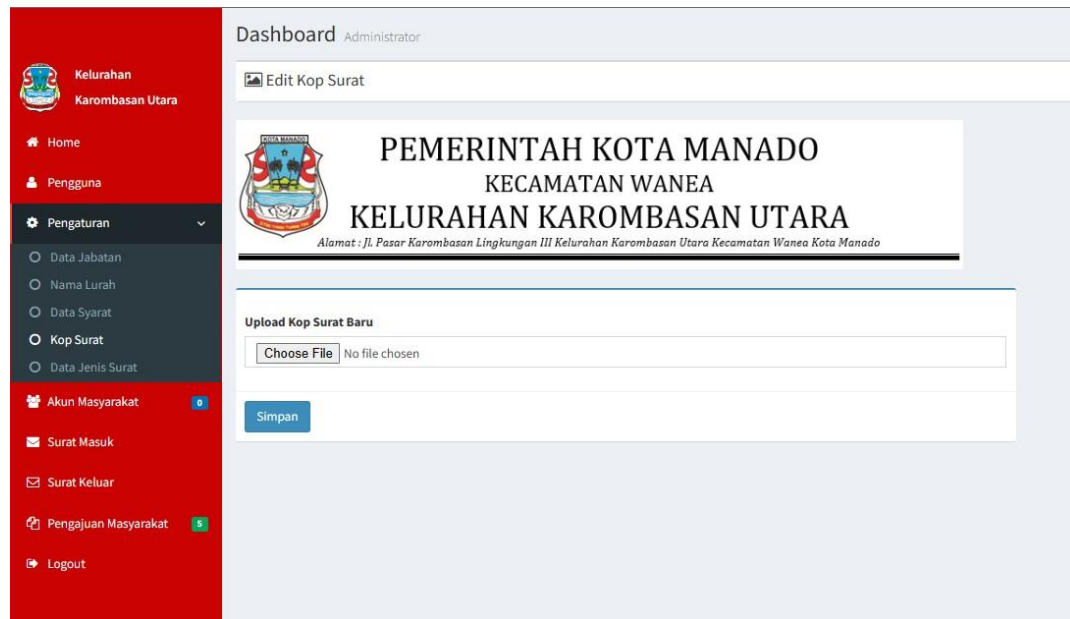 Dashboard Administrator
Kelurahan
Karombasan Utara
Home
Pengguna
Pengaturan
Data Jabatan
Nama Lurah
Data Syarat
Kop Surat
Data Jenis Surat
Akun Masyarakat 0
Surat Masuk
Surat Keluar
Pengajuan Masyarakat 5
Logout
Edit Kop Surat
KOTA MANADO
PEMERINTAH KOTA MANADO
KECAMATAN WANEA
KELURAHAN KAROMBASAN UTARA
Alamat : Jl. Pasar Karombasan Lingkungan III Kelurahan Karombasan Utara Kecamatan Wanea Kota Manado
Upload Kop Surat Baru
Choose File No file chosen
Simpan